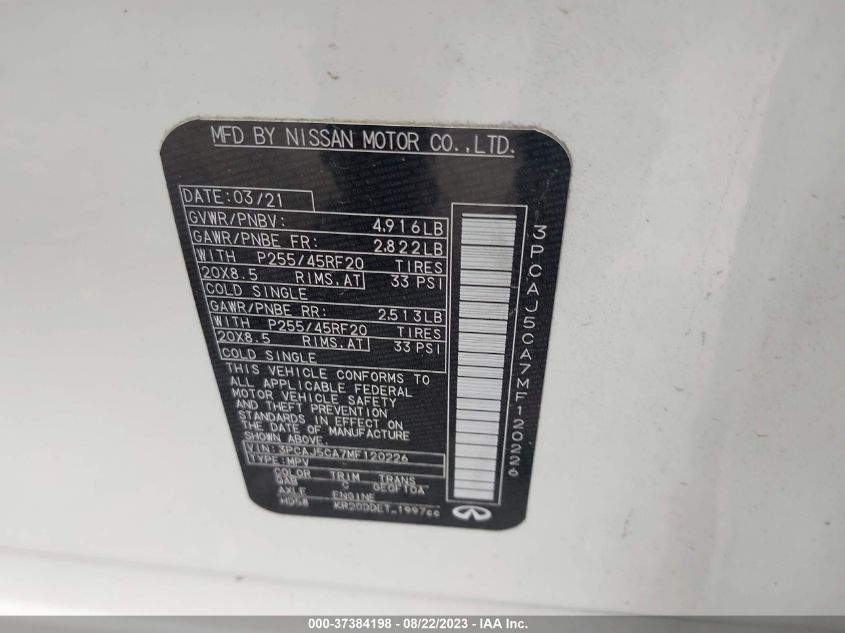 MFD BY NISSAN MOTOR CO.,LTD.
DATE:03/21
GVWR/PNBV: 4.916LB
GAWR/PNBE FR: 2.822LB
WITH P255/45RF20 TIRES
20X8.5 RIMS.AT 33 PSI
COLD SINGLE
GAWR/PNBE RR: 2.513LB
WITH P255/45RF20 TIRES
20X8.5 RIMS.AT 33 PSI
COLD SINGLE
THIS VEHICLE CONFORMS TO
ALL APPLICABLE FEDERAL
MOTOR VEHICLE SAFETY
AND THEFT PREVENTION
STANDARDS IN EFFECT ON
THE DATE OF MANUFACTURE
SHOWN ABOVE.
VIN:3PCAJ5CA7MF120226
TYPE:MPV
COLOR TRIM TRANS
QAB C GE0F10A
AXLE ENGINE
HD58 KR20DDET_1997cc
3PCAJ5CA7MF120226
000-37384198 - 08/22/2023 - IAA Inc.